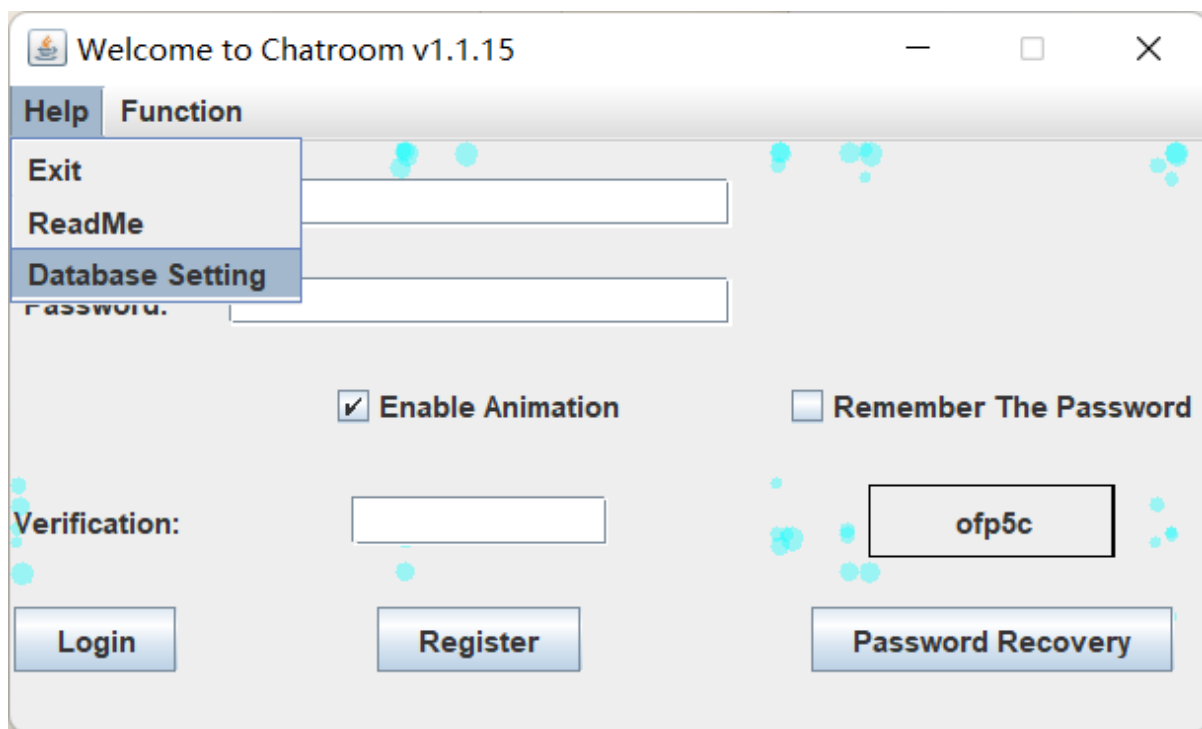 Welcome to Chatroom v1.1.15
Help Function
Exit
ReadMe
Database Setting
Password:
Enable Animation Remember The Password
Verification: ofp5c
Login Register Password Recovery